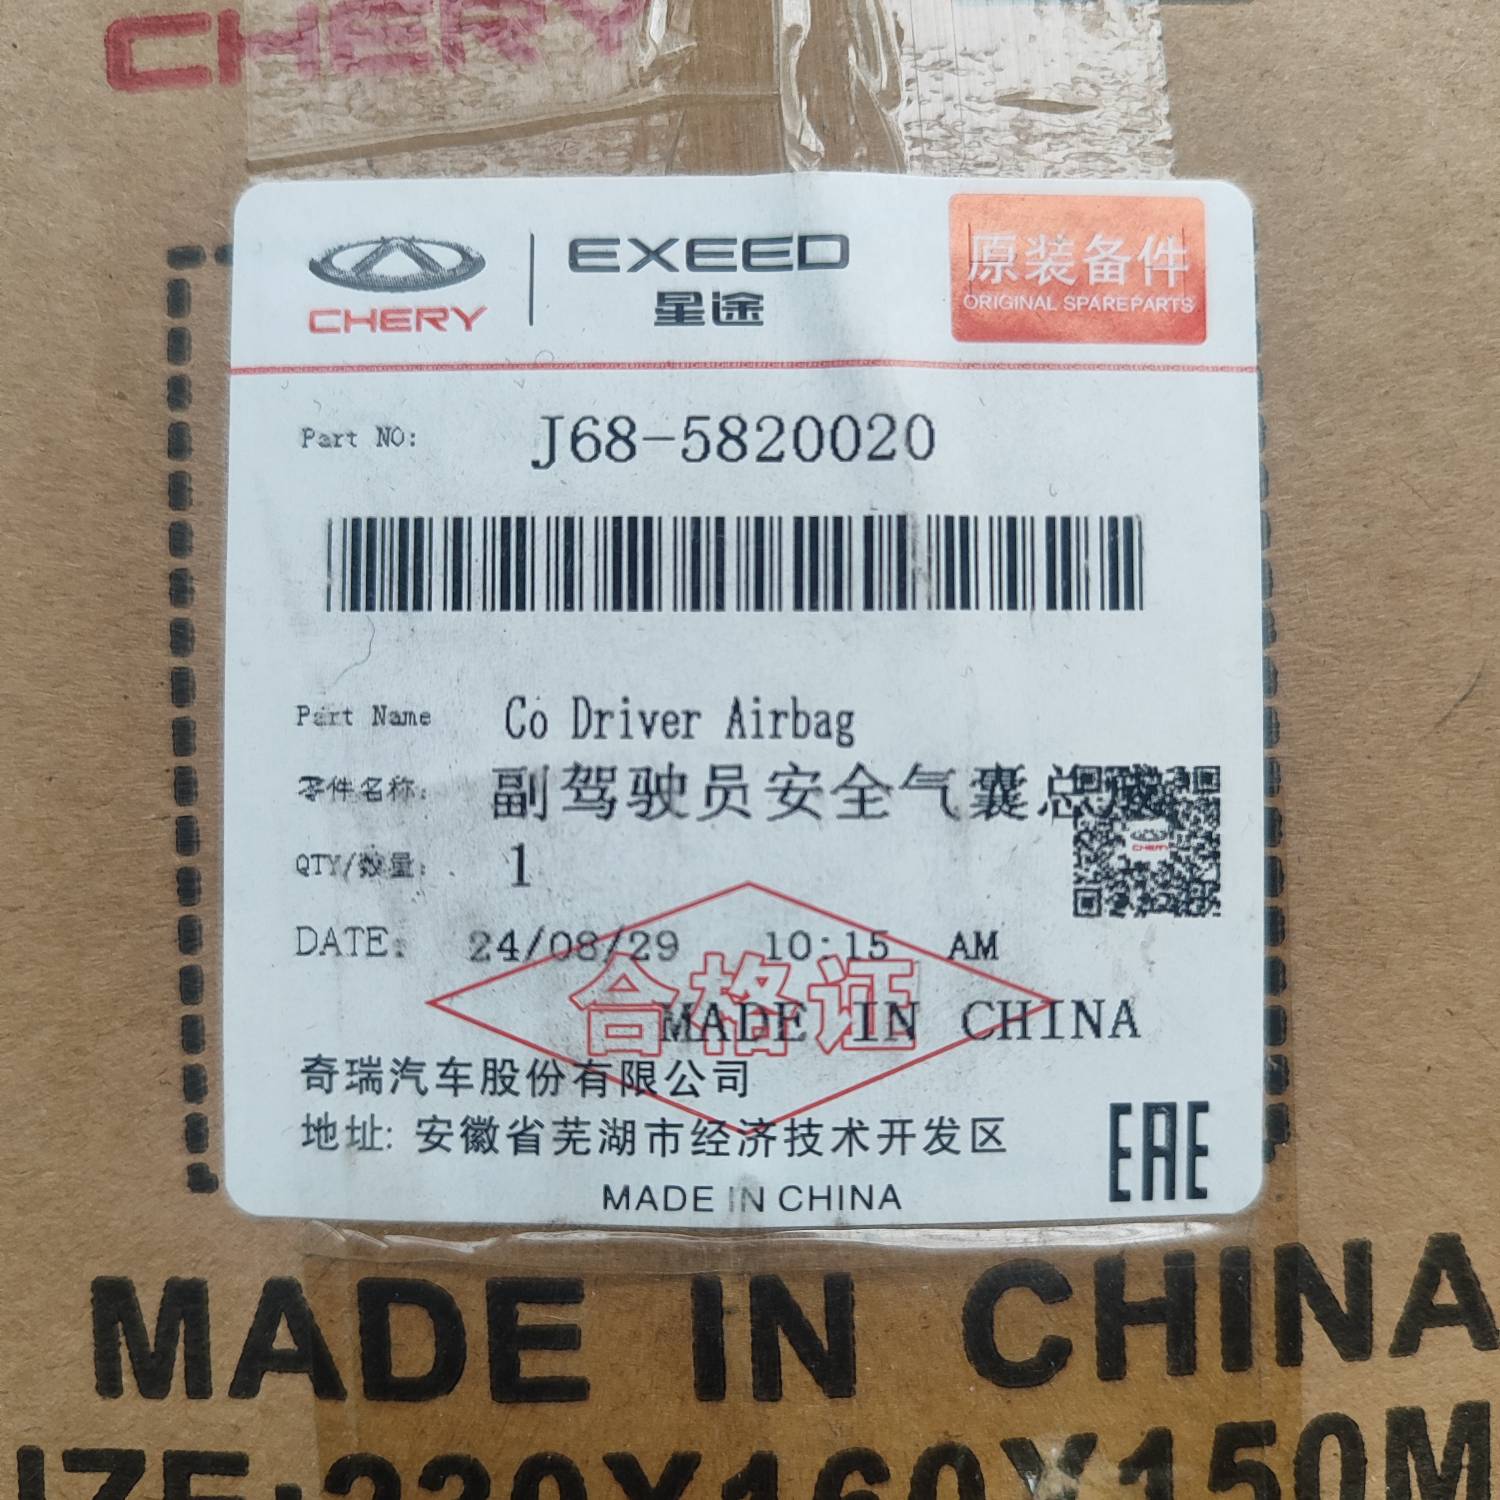 CHERY
CHERY
EXEED
星途
原装备件
ORIGINAL SPAREPARTS
Part NO: J68-5820020
Part Name Co Driver Airbag
零件名称: 副驾驶员安全气囊总成
CHERY
QTY/数量: 1
DATE: 24/08/29 10:15 AM
合格证
MADE IN CHINA
奇瑞汽车股份有限公司
地址: 安徽省芜湖市经济技术开发区
EAC
MADE IN CHINA
MADE IN CHINA